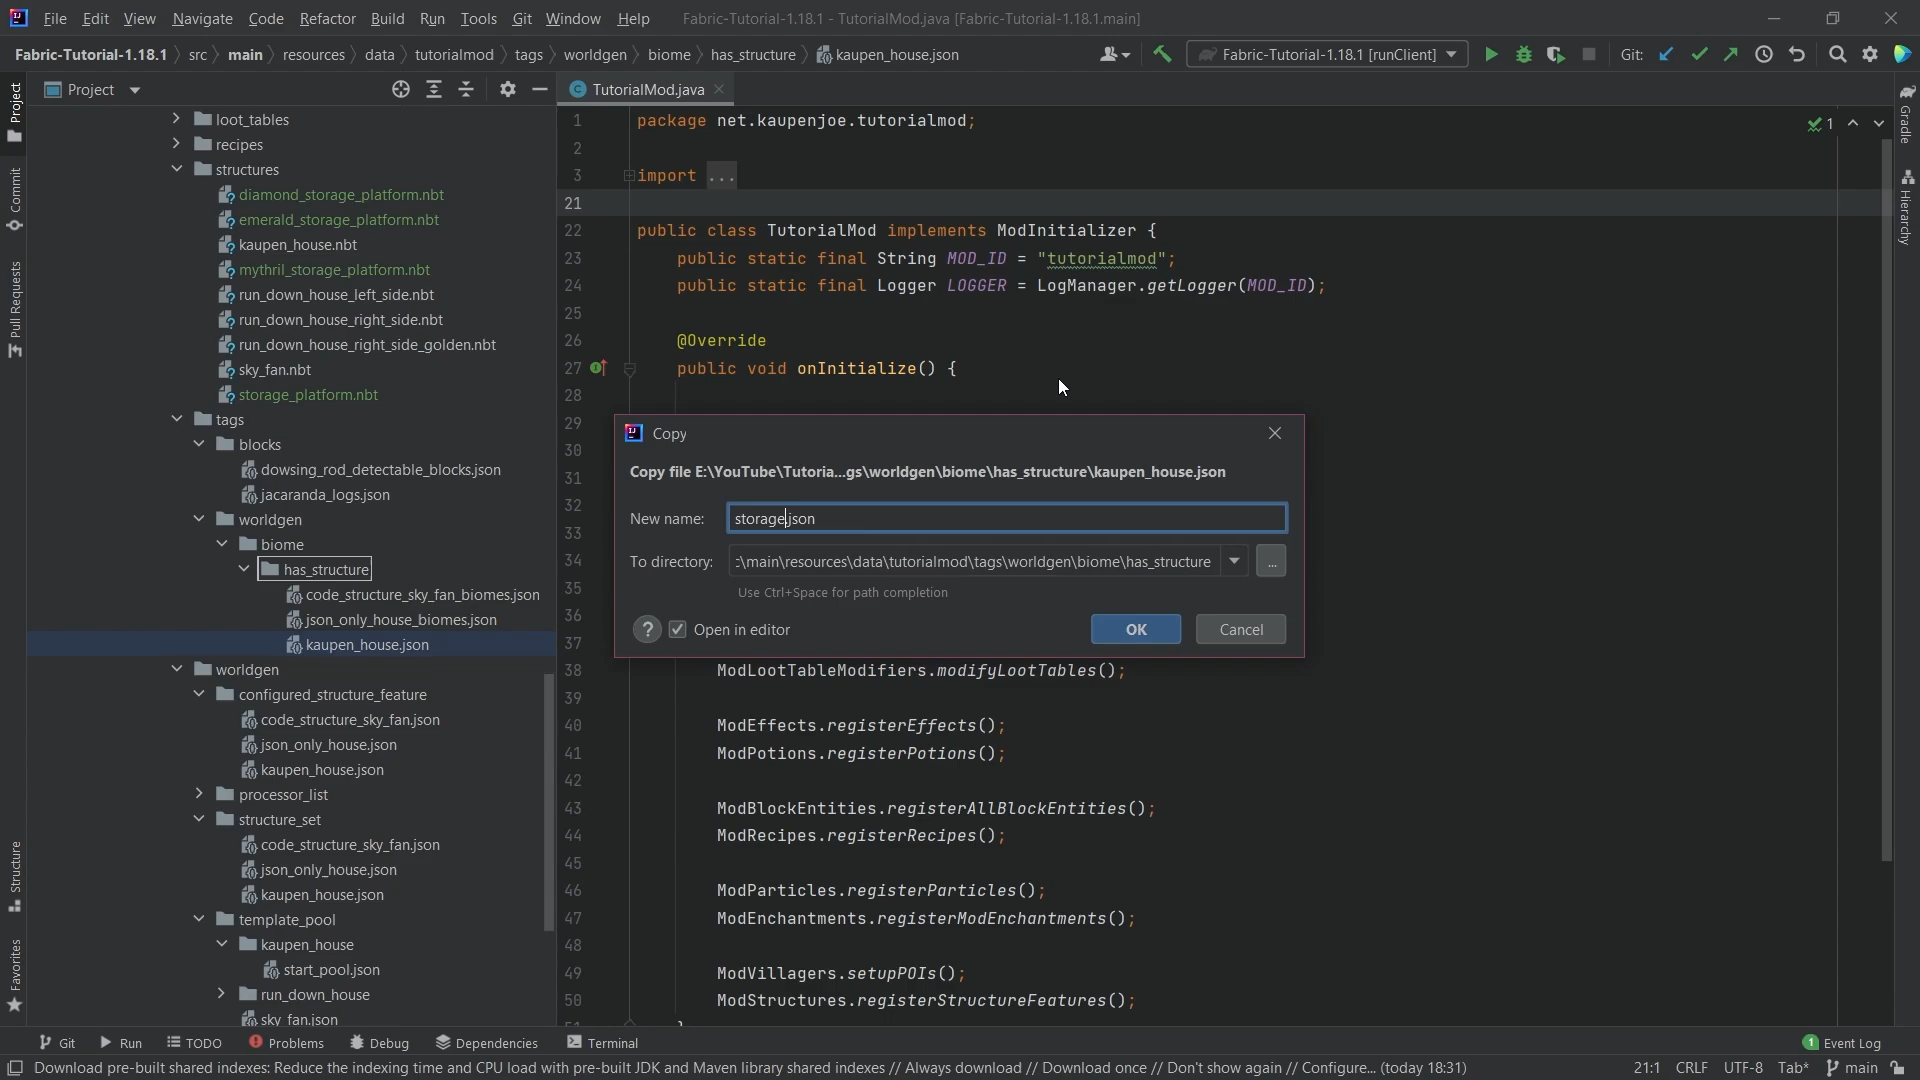 File Edit View Navigate Code Refactor Build Run Tools Git Window Help Fabric-Tutorial-1.18.1 - TutorialMod.java [Fabric-Tutorial-1.18.1.main]
Fabric-Tutorial-1.18.1 src main resources data tutorialmod tags worldgen biome has_structure kaupen_house.json
Fabric-Tutorial-1.18.1 [runClient] Git:
Project
TutorialMod.java
Project
Commit
Pull Requests
Structure
Favorites
loot_tables
recipes
structures
diamond_storage_platform.nbt
emerald_storage_platform.nbt
kaupen_house.nbt
mythril_storage_platform.nbt
run_down_house_left_side.nbt
run_down_house_right_side.nbt
run_down_house_right_side_golden.nbt
sky_fan.nbt
storage_platform.nbt
tags
blocks
dowsing_rod_detectable_blocks.json
jacaranda_logs.json
worldgen
biome
has_structure
code_structure_sky_fan_biomes.json
json_only_house_biomes.json
kaupen_house.json
worldgen
configured_structure_feature
code_structure_sky_fan.json
json_only_house.json
kaupen_house.json
processor_list
structure_set
code_structure_sky_fan.json
json_only_house.json
kaupen_house.json
template_pool
kaupen_house
start_pool.json
run_down_house
sky_fan.json
1 package net.kaupenjoe.tutorialmod;
2
3 import ...
21
22 public class TutorialMod implements ModInitializer {
23 public static final String MOD_ID = "tutorialmod";
24 public static final Logger LOGGER = LogManager.getLogger(MOD_ID);
25
26 @Override
27 public void onInitialize() {
28
29
30
31
32
33
34
35
36
37
38 ModLootTableModifiers.modifyLootTables();
39
40 ModEffects.registerEffects();
41 ModPotions.registerPotions();
42
43 ModBlockEntities.registerAllBlockEntities();
44 ModRecipes.registerRecipes();
45
46 ModParticles.registerParticles();
47 ModEnchantments.registerModEnchantments();
48
49 ModVillagers.setupPOIs();
50 ModStructures.registerStructureFeatures();
51 }
1
Gradle
Hierarchy
Copy
Copy file E:\YouTube\Tutoria...gs\worldgen\biome\has_structure\kaupen_house.json
New name: storage.json
To directory: :\main\resources\data\tutorialmod\tags\worldgen\biome\has_structure ...
Use Ctrl+Space for path completion
? Open in editor OK Cancel
Git Run TODO Problems Debug Dependencies Terminal 1 Event Log
Download pre-built shared indexes: Reduce the indexing time and CPU load with pre-built JDK and Maven library shared indexes // Always download // Download once // Don't show again // Configure... (today 18:31) 21:1 CRLF UTF-8 Tab* main